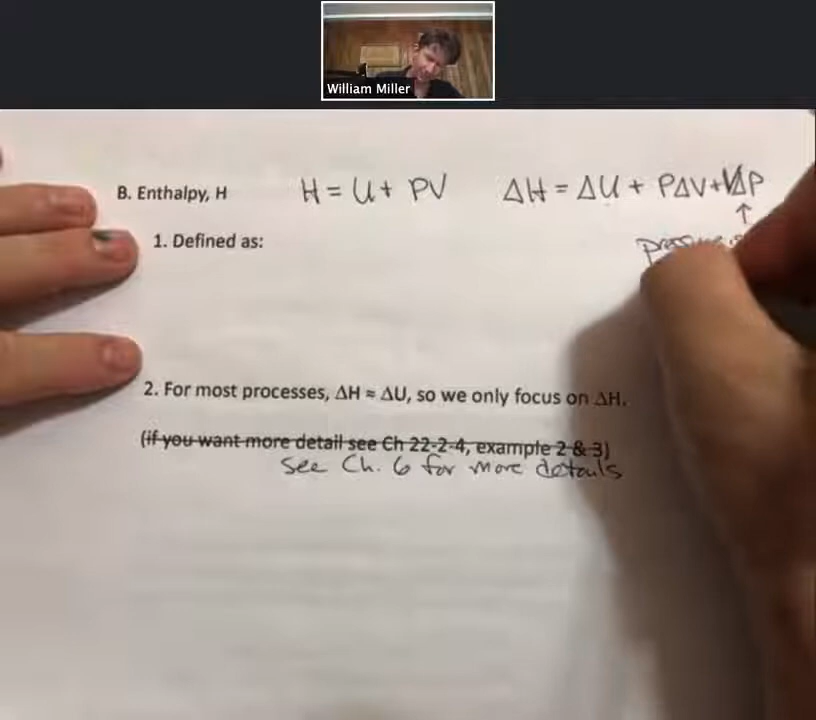 William Miller
B. Enthalpy, H H = U + PV ΔH = ΔU + PΔV + VΔP
↑
1. Defined as:
2. For most processes, ΔH ≈ ΔU, so we only focus on ΔH.
(if you want more detail see Ch 22-2-4, example 2 & 3)
see Ch. 6 for more details